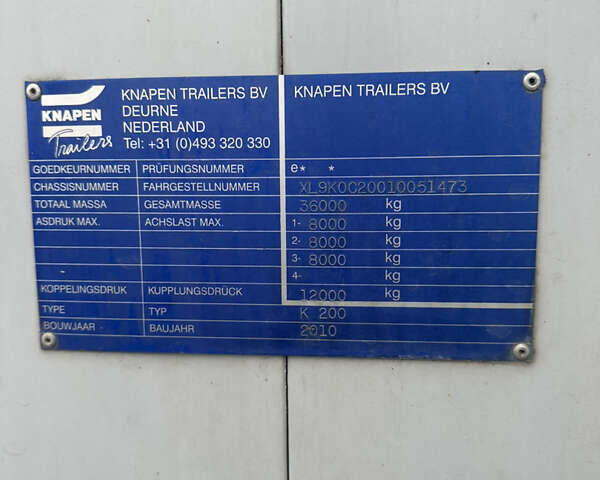 KNAPEN
Trailers
KNAPEN TRAILERS BV
DEURNE
NEDERLAND
Tel: +31 (0)493 320 330
KNAPEN TRAILERS BV
GOEDKEURNUMMER PRÜFUNGSNUMMER e* *
CHASSISNUMMER FAHRGESTELLNUMMER XL9K0C20010051473
TOTAAL MASSA GESAMTMASSE 36000 kg
ASDRUK MAX. ACHSLAST MAX. 1- 8000 kg
2- 8000 kg
3- 8000 kg
4- kg
KOPPELINGSDRUK KUPPLUNGSDRÜCK 12000 kg
TYPE TYP K 200
BOUWJAAR BAUJAHR 2010